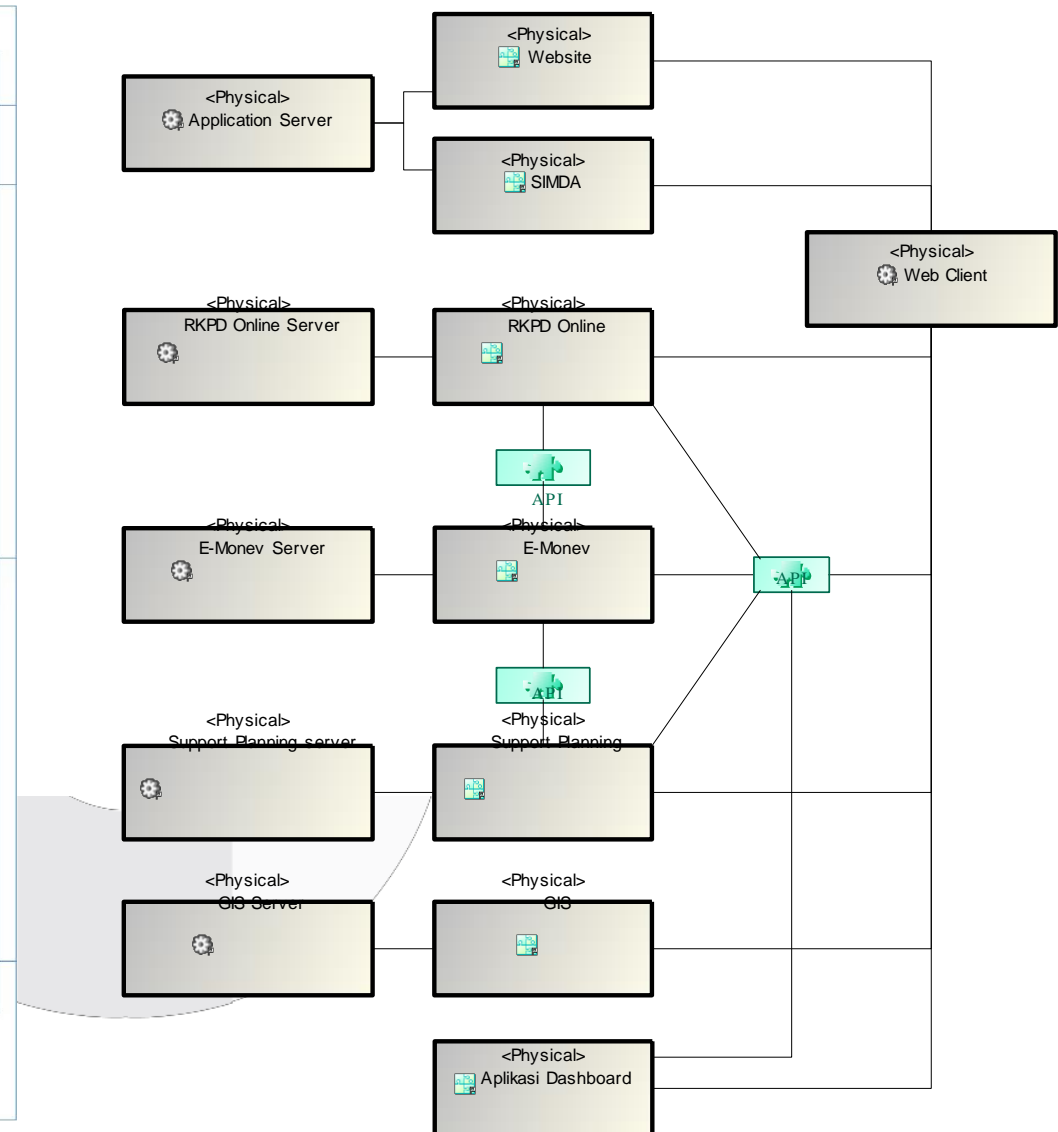 <Physical>
Website
<Physical>
Application Server
<Physical>
SIMDA
<Physical>
Web Client
<Physical>
RKPD Online Server
<Physical>
RKPD Online
API
<Physical>
E-Monev Server
<Physical>
E-Monev
API
API
<Physical>
Support Planning server
<Physical>
Support Planning
<Physical>
GIS Server
<Physical>
GIS
<Physical>
Aplikasi Dashboard